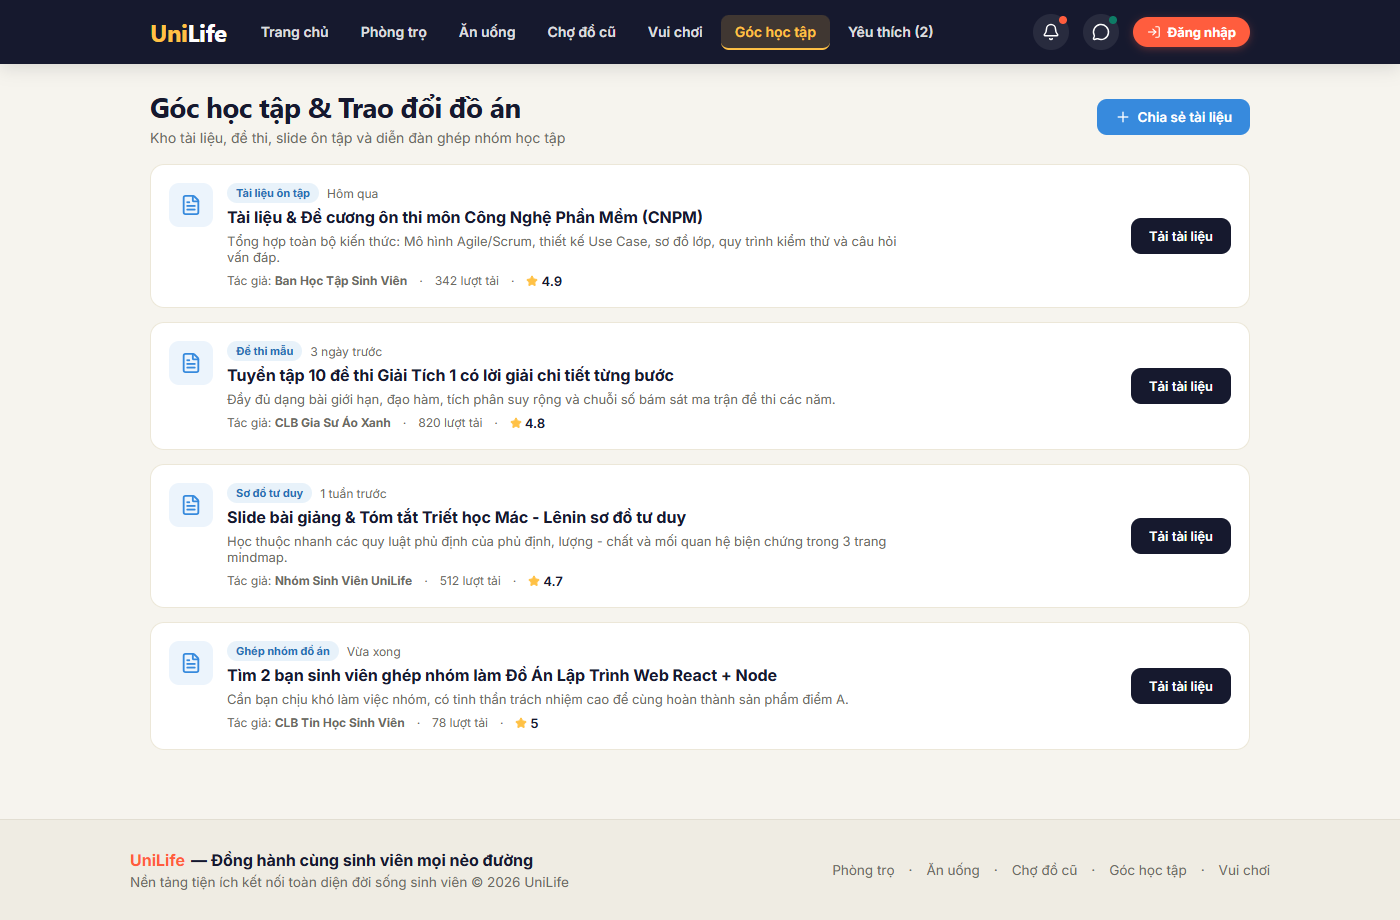 UniLife
Trang chủ
Phòng trọ
Ăn uống
Chợ đồ cũ
Vui chơi
Góc học tập
Yêu thích (2)
Đăng nhập
Góc học tập & Trao đổi đồ án
Kho tài liệu, đề thi, slide ôn tập và diễn đàn ghép nhóm học tập
Chia sẻ tài liệu
Tài liệu ôn tập Hôm qua
Tài liệu & Đề cương ôn thi môn Công Nghệ Phần Mềm (CNPM)
Tổng hợp toàn bộ kiến thức: Mô hình Agile/Scrum, thiết kế Use Case, sơ đồ lớp, quy trình kiểm thử và câu hỏi
vấn đáp.
Tác giả: Ban Học Tập Sinh Viên · 342 lượt tải · 4.9
Tải tài liệu
Đề thi mẫu 3 ngày trước
Tuyển tập 10 đề thi Giải Tích 1 có lời giải chi tiết từng bước
Đầy đủ dạng bài giới hạn, đạo hàm, tích phân suy rộng và chuỗi số bám sát ma trận đề thi các năm.
Tác giả: CLB Gia Sư Áo Xanh · 820 lượt tải · 4.8
Tải tài liệu
Sơ đồ tư duy 1 tuần trước
Slide bài giảng & Tóm tắt Triết học Mác - Lênin sơ đồ tư duy
Học thuộc nhanh các quy luật phủ định của phủ định, lượng - chất và mối quan hệ biện chứng trong 3 trang
mindmap.
Tác giả: Nhóm Sinh Viên UniLife · 512 lượt tải · 4.7
Tải tài liệu
Ghép nhóm đồ án Vừa xong
Tìm 2 bạn sinh viên ghép nhóm làm Đồ Án Lập Trình Web React + Node
Cần bạn chịu khó làm việc nhóm, có tinh thần trách nhiệm cao để cùng hoàn thành sản phẩm điểm A.
Tác giả: CLB Tin Học Sinh Viên · 78 lượt tải · 5
Tải tài liệu
UniLife — Đồng hành cùng sinh viên mọi nẻo đường
Nền tảng tiện ích kết nối toàn diện đời sống sinh viên © 2026 UniLife
Phòng trọ · Ăn uống · Chợ đồ cũ · Góc học tập · Vui chơi